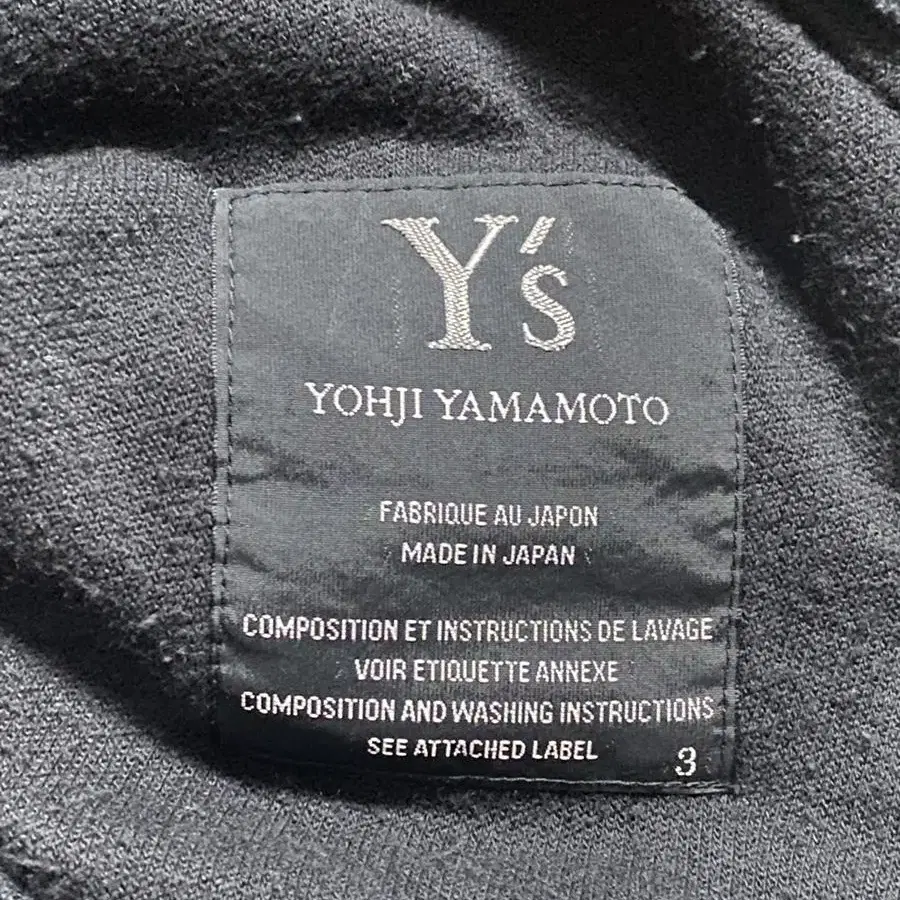 Y's
YOHJI YAMAMOTO
FABRIQUE AU JAPON
MADE IN JAPAN
COMPOSITION ET INSTRUCTIONS DE LAVAGE
VOIR ETIQUETTE ANNEXE
COMPOSITION AND WASHING INSTRUCTIONS
SEE ATTACHED LABEL
3